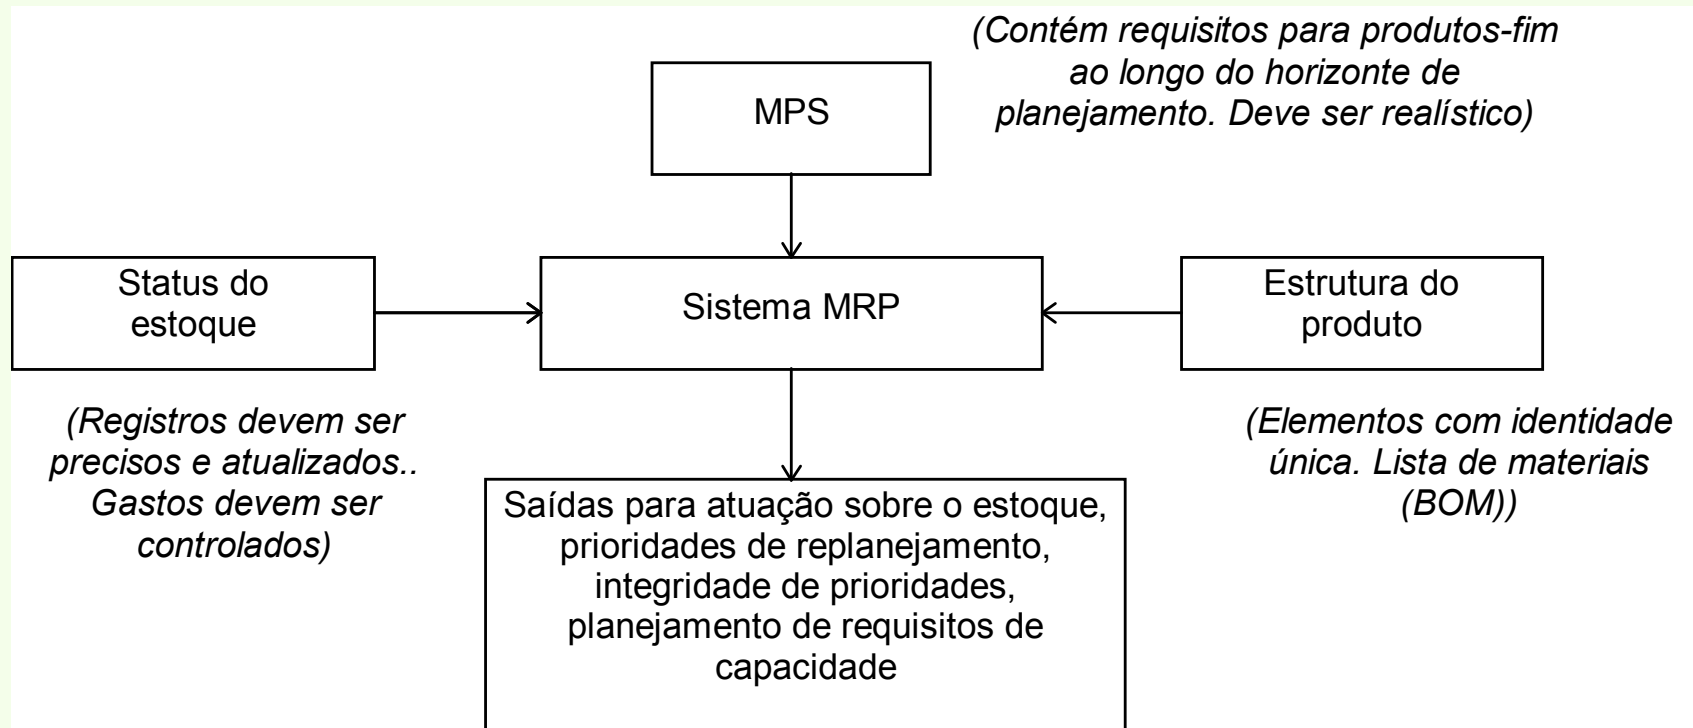 (Contém requisitos para produtos-fim
ao longo do horizonte de
planejamento. Deve ser realístico)
MPS
Status do
estoque
Sistema MRP
Estrutura do
produto
(Registros devem ser
precisos e atualizados..
Gastos devem ser
controlados)
(Elementos com identidade
única. Lista de materiais
(BOM))
Saídas para atuação sobre o estoque,
prioridades de replanejamento,
integridade de prioridades,
planejamento de requisitos de
capacidade